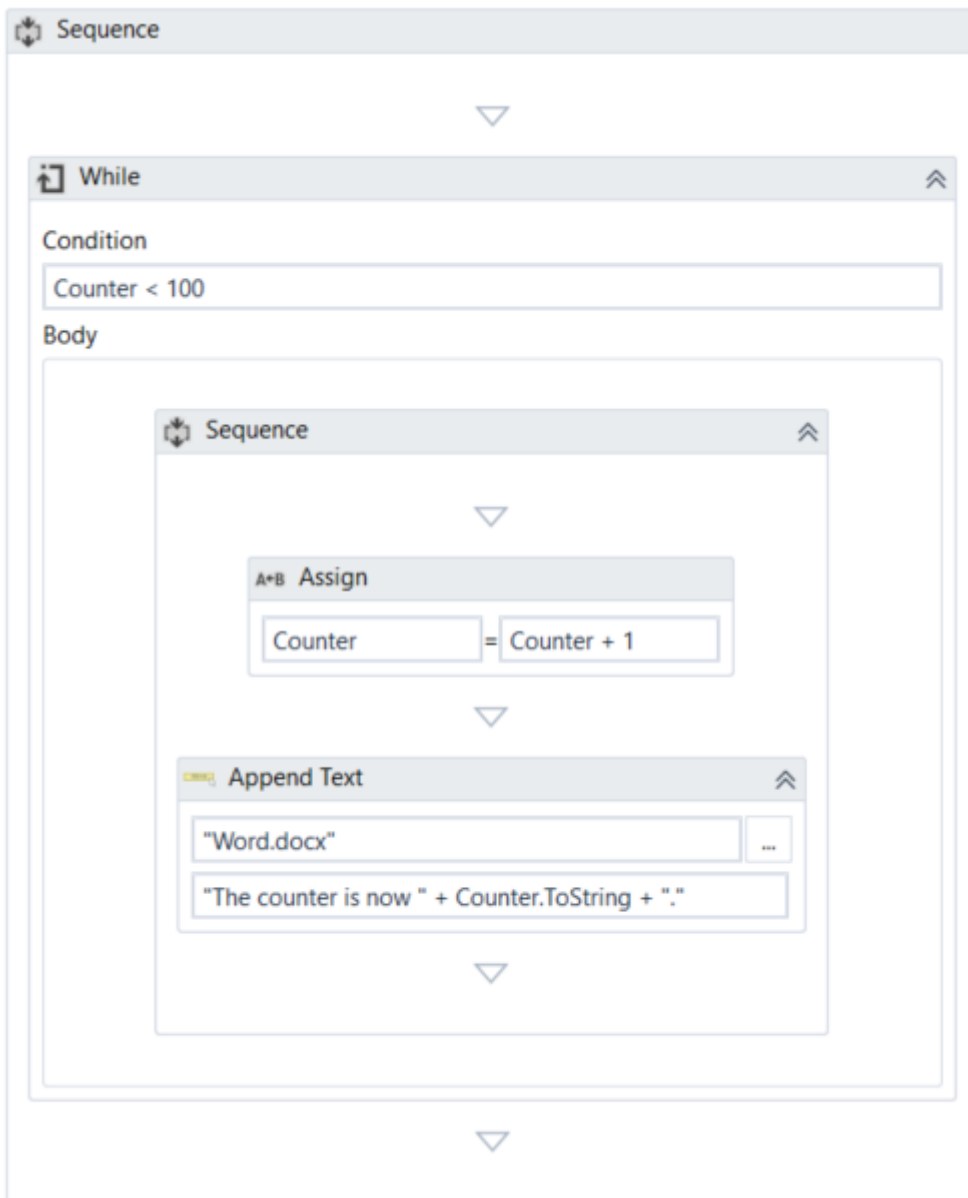 Sequence
While
Condition
Counter < 100
Body
Sequence
A+B Assign
Counter = Counter + 1
Append Text
"Word.docx" ...
"The counter is now " + Counter.ToString + "."